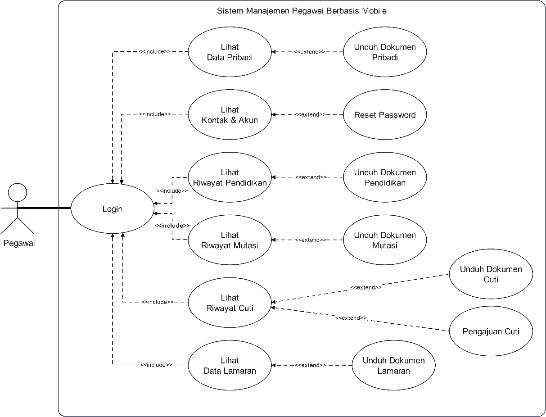 Sistem Manajemen Pegawai Berbasis Mobile
Lihat
Data Pribadi
<<include>>
<<extend>>
Unduh Dokumen
Pribadi
Lihat
Kontak & Akun
<<include>>
<<extend>>
Reset Password
Lihat
Riwayat Pendidikan
<<include>>
<<extend>>
Unduh Dokumen
Pendidikan
Login
Pegawai
Lihat
Riwayat Mutasi
<<include>>
<<extend>>
Unduh Dokumen
Mutasi
Lihat
Riwayat Cuti
<<include>>
<<extend>>
Unduh Dokumen
Cuti
<<extend>>
Pengajuan Cuti
Lihat
Data Lamaran
<<include>>
<<extend>>
Unduh Dokumen
Lamaran